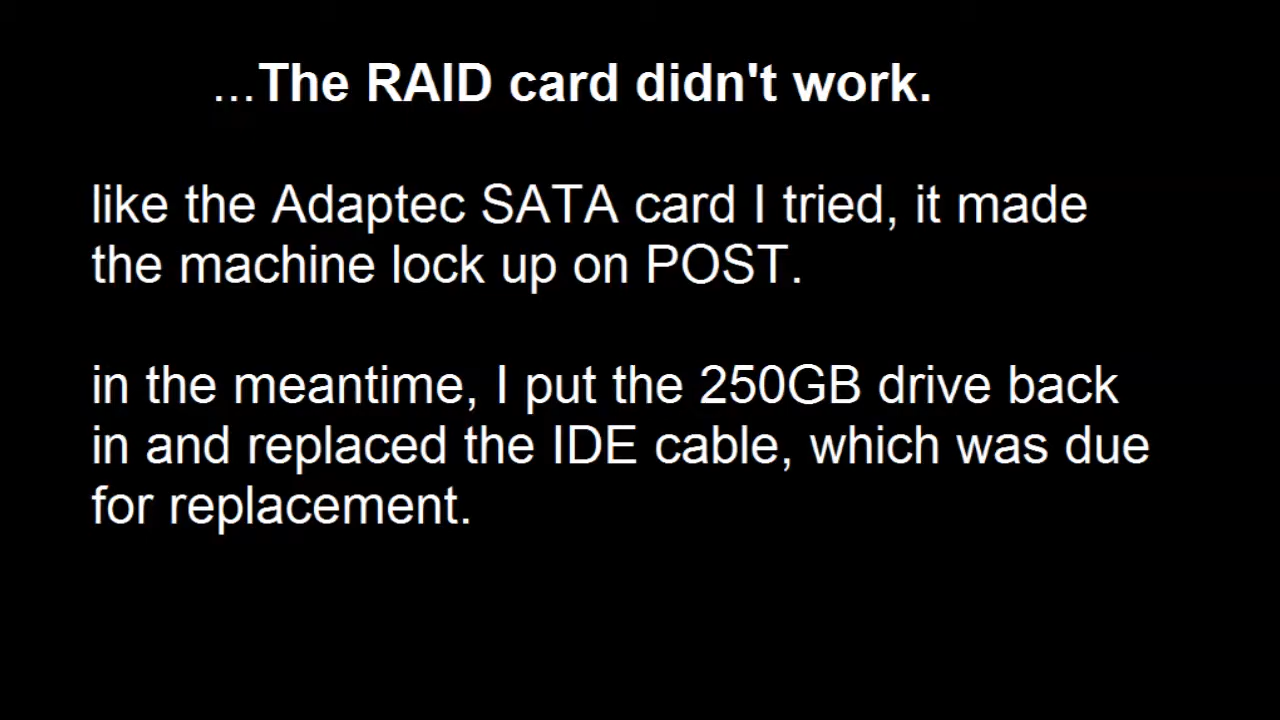 ...The RAID card didn't work.
like the Adaptec SATA card I tried, it made
the machine lock up on POST.
in the meantime, I put the 250GB drive back
in and replaced the IDE cable, which was due
for replacement.